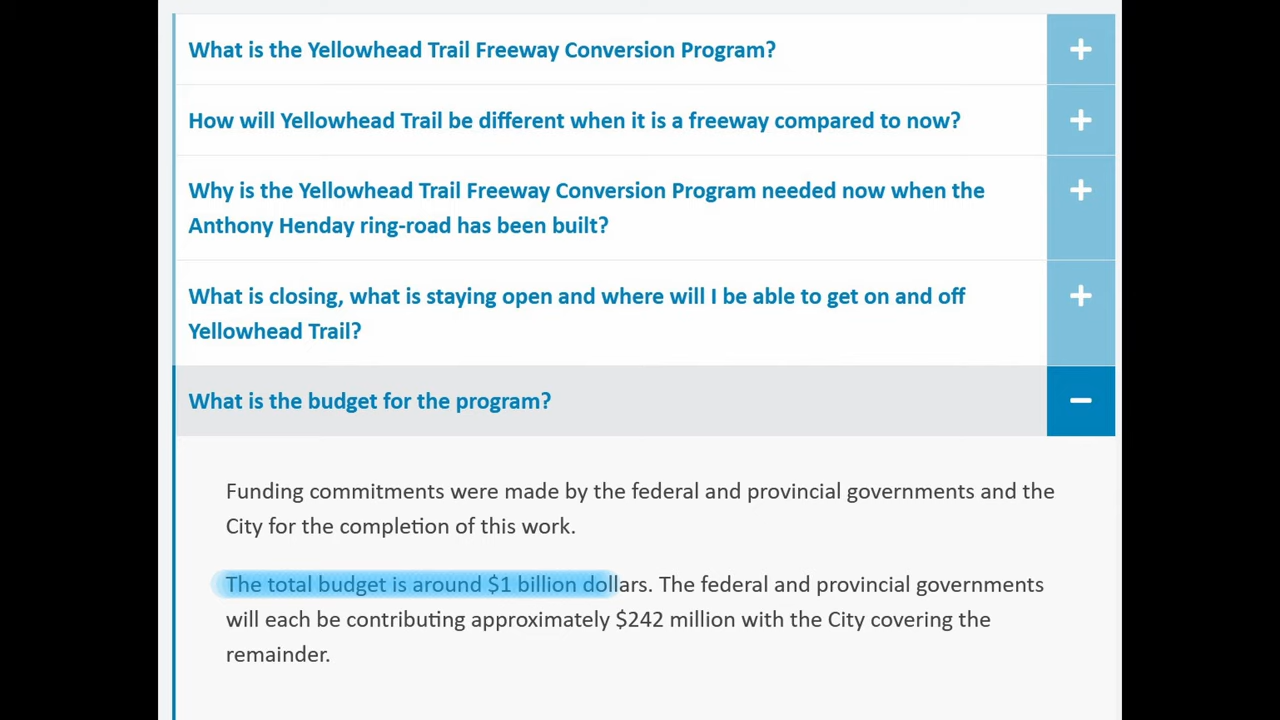 What is the Yellowhead Trail Freeway Conversion Program?
How will Yellowhead Trail be different when it is a freeway compared to now?
Why is the Yellowhead Trail Freeway Conversion Program needed now when the
Anthony Henday ring-road has been built?
What is closing, what is staying open and where will I be able to get on and off
Yellowhead Trail?
What is the budget for the program?
Funding commitments were made by the federal and provincial governments and the
City for the completion of this work.
The total budget is around $1 billion dollars. The federal and provincial governments
will each be contributing approximately $242 million with the City covering the
remainder.